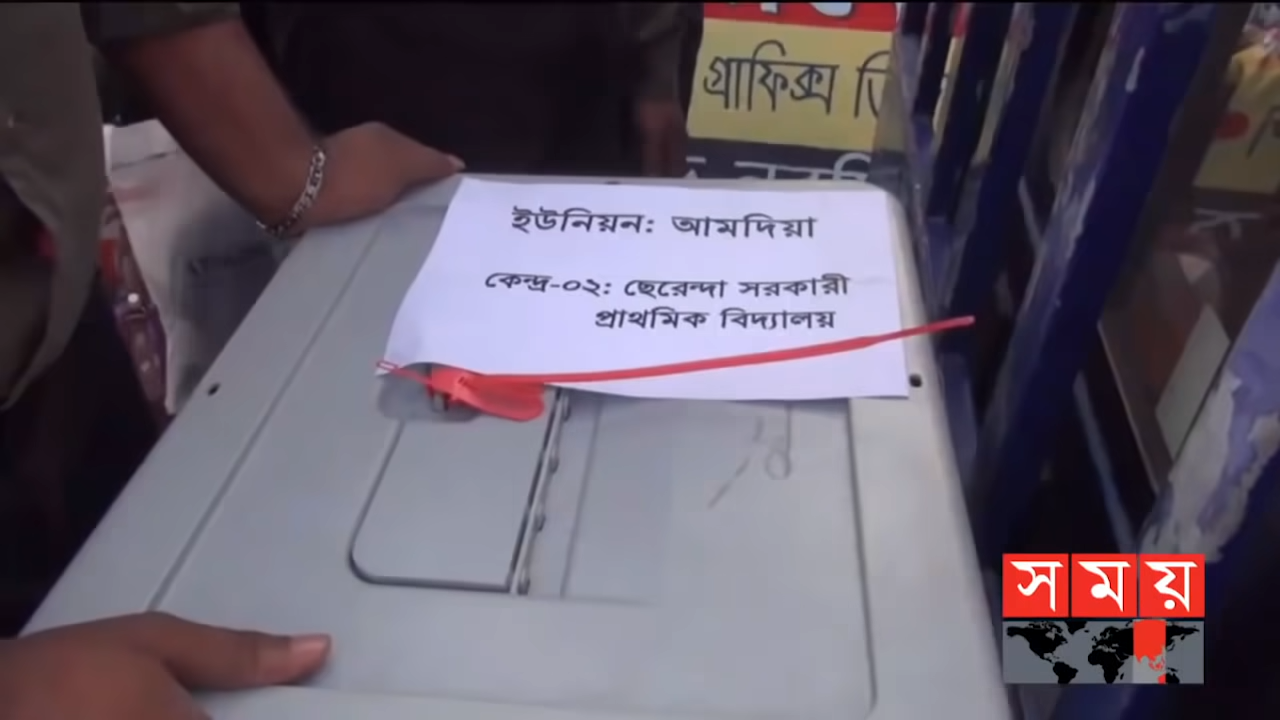 গ্রাফিক্স
ইউনিয়ন: আমদিয়া
কেন্দ্র-০২: ছেরেন্দা সরকারী
প্রাথমিক বিদ্যালয়
সময়